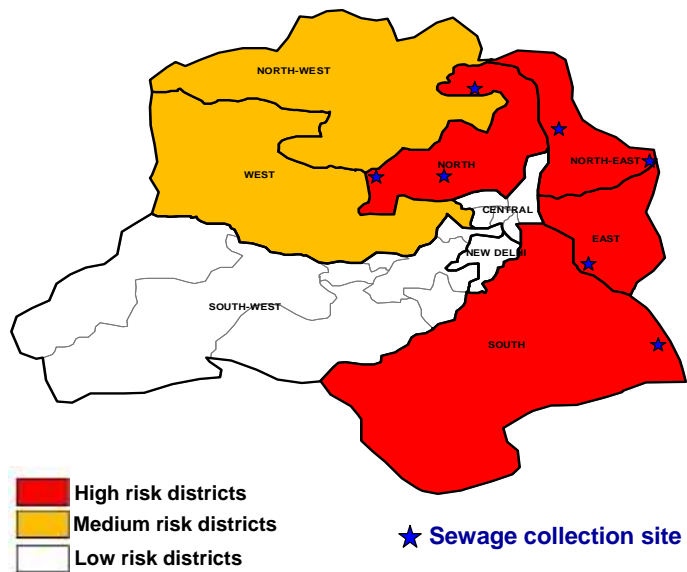 NORTH-WEST
WEST
NORTH
NORTH-EAST
CENTRAL
EAST
NEW DELHI
SOUTH-WEST
SOUTH
High risk districts
Medium risk districts
Low risk districts
Sewage collection site